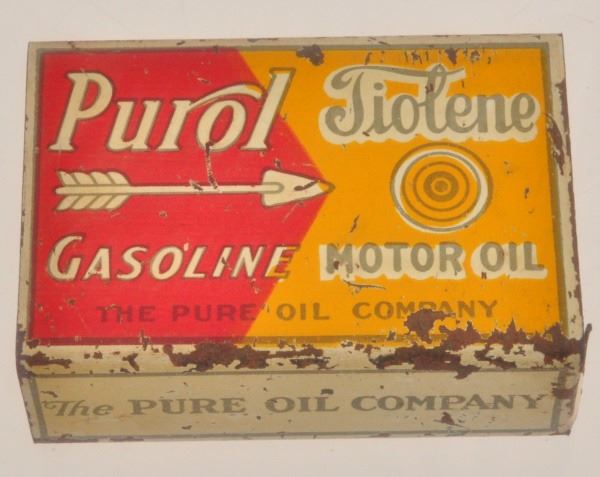 Purol Tiolene
GASOLINE MOTOR OIL
THE PURE OIL COMPANY
The PURE OIL COMPANY